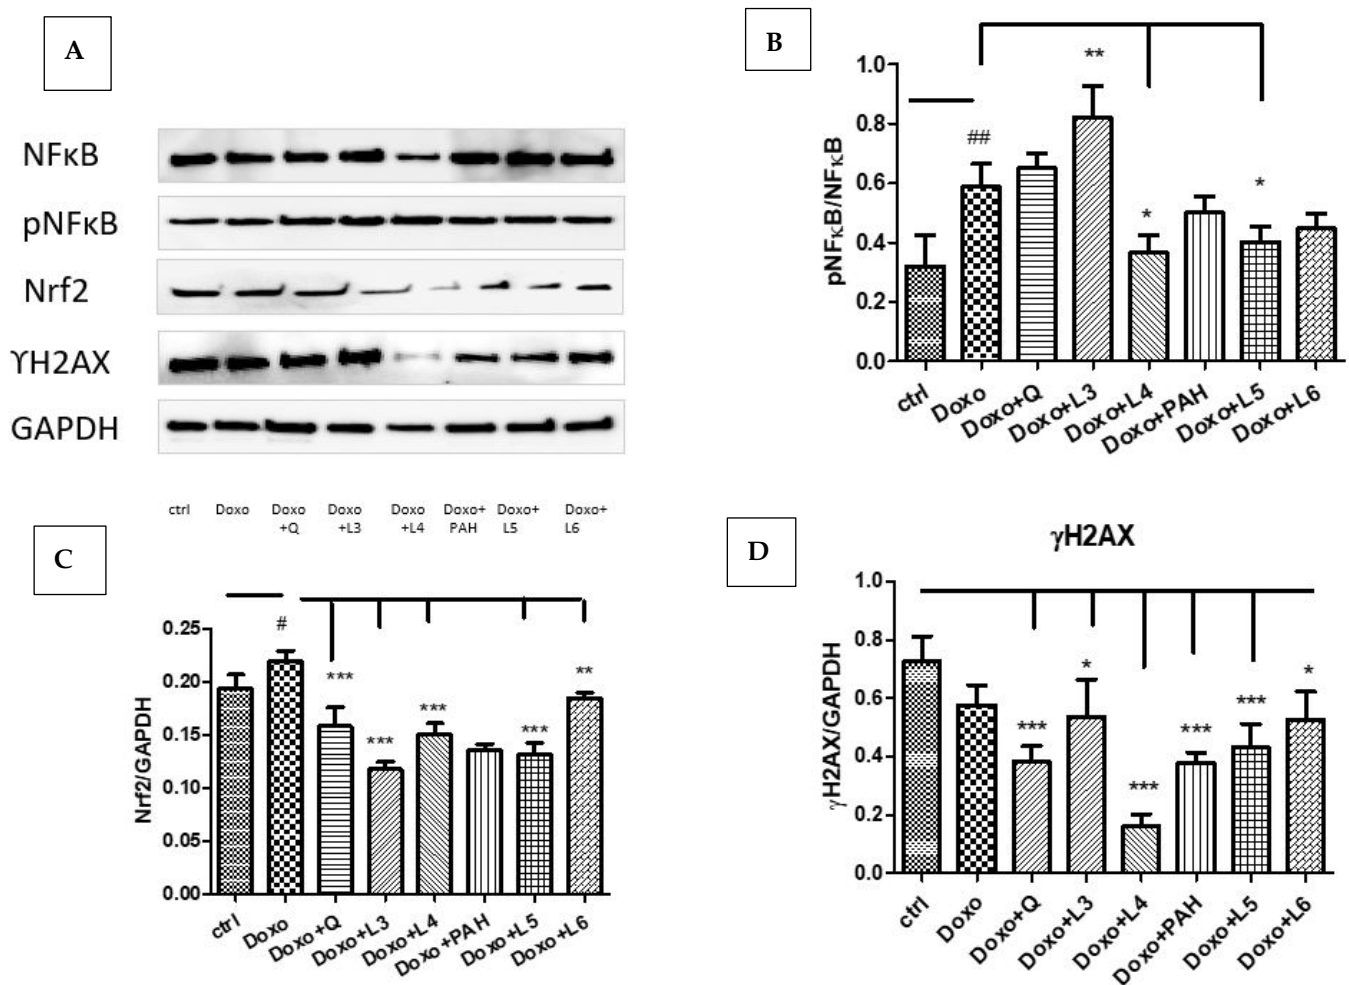 A
NFκB
pNFκB
Nrf2
ϒH2AX
GAPDH
ctrl Doxo Doxo Doxo Doxo Doxo+ Doxo+ Doxo+
+Q +L3 +L4 PAH L5 L6
B
pNFκB/NFκB
1.0
0.8
0.6
0.4
0.2
0.0
##
**
*
*
ctrl
Doxo
Doxo+Q
Doxo+L3
Doxo+L4
Doxo+PAH
Doxo+L5
Doxo+L6
C
Nrf2/GAPDH
0.25
0.20
0.15
0.10
0.05
0.00
#
***
***
***
***
**
ctrl
Doxo
Doxo+Q
Doxo+L3
Doxo+L4
Doxo+PAH
Doxo+L5
Doxo+L6
D
γH2AX
γH2AX/GAPDH
1.0
0.8
0.6
0.4
0.2
0.0
***
*
***
***
***
*
ctrl
Doxo
Doxo+Q
Doxo+L3
Doxo+L4
Doxo+PAH
Doxo+L5
Doxo+L6